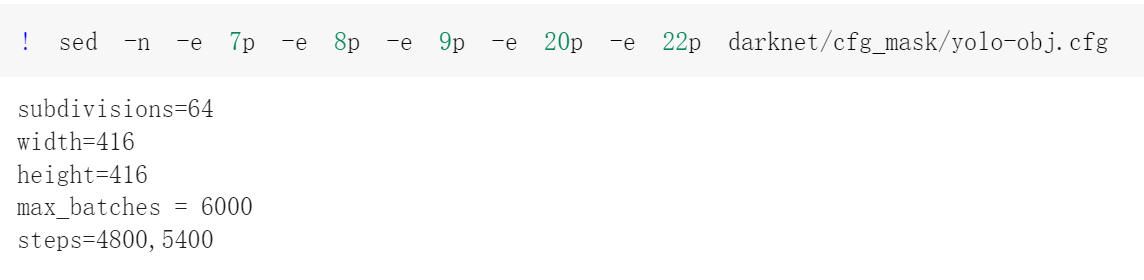 ! sed -n -e 7p -e 8p -e 9p -e 20p -e 22p darknet/cfg_mask/yolo-obj.cfg
subdivisions=64
width=416
height=416
max_batches = 6000
steps=4800,5400